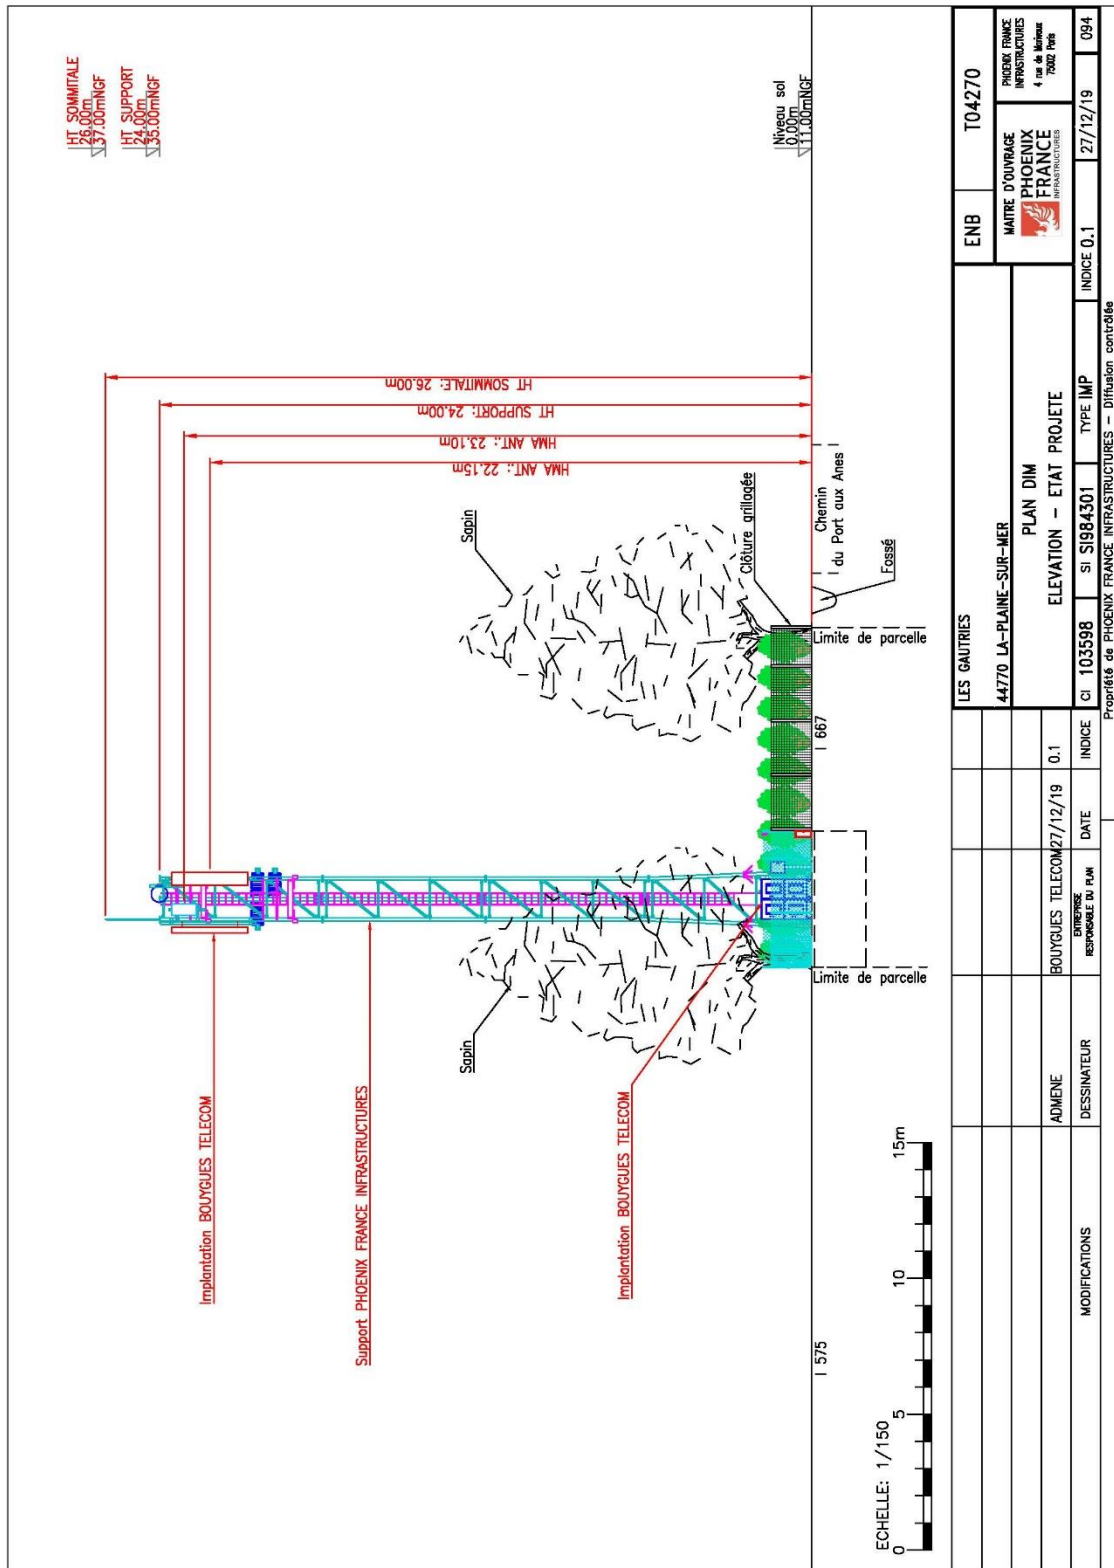 HT SOMMITALE
26.00m
37.00mNGF
HT SUPPORT
24.00m
35.00mNGF
Niveau sol
0.00m
11.00mNGF
HT SOMMITALE: 26.00m
HT SUPPORT: 24.00m
HMA ANT.: 23.10m
HMA ANT.: 22.15m
Implantation BOUYGUES TELECOM
Support PHOENIX FRANCE INFRASTRUCTURES
Implantation BOUYGUES TELECOM
Sapin
Sapin
Clôture grillagée
Chemin
du Port aux Anes
Fossé
Limite de parcelle
Limite de parcelle
575
667
ECHELLE: 1/150
0
5
10
15m
LES GAUTRIES
44770 LA-PLAINE-SUR-MER
ENB
T04270
MAITRE D'OUVRAGE
PHOENIX
FRANCE
INFRASTRUCTURES
PHOENIX FRANCE
INFRASTRUCTURES
4 rue de Marivaux
75002 Paris
PLAN DIM
ELEVATION - ETAT PROJETE
ADMENE
BOUYGUES TELECOM
27/12/19
0.1
MODIFICATIONS
DESSINATEUR
ENTREPRISE
RESPONSABLE DU PLAN
DATE
INDICE
CI 103598
SI SI984301
TYPE IMP
INDICE 0.1
27/12/19
094
Propriété de PHOENIX FRANCE INFRASTRUCTURES - Diffusion contrôlée